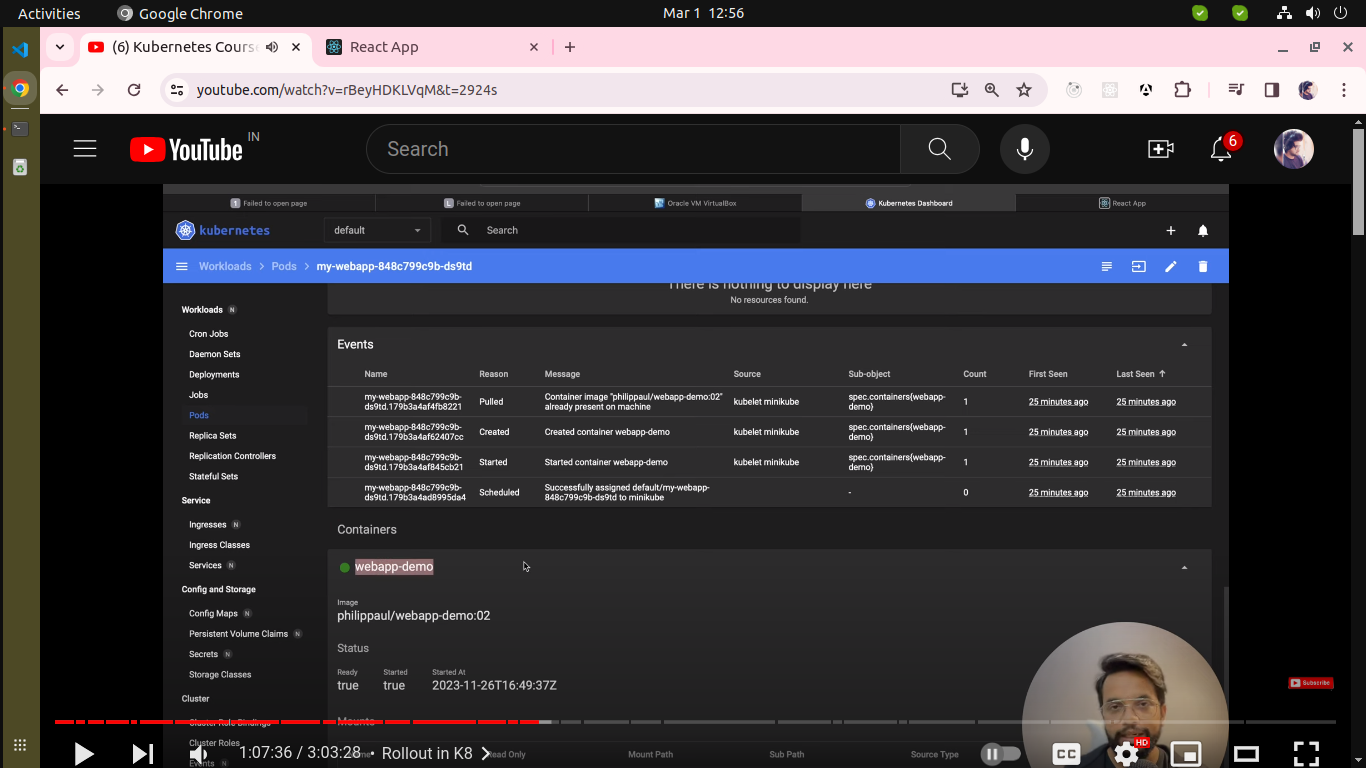 Activities
Google Chrome
Mar 1 12:56
(6) Kubernetes Cours
React App
youtube.com/watch?v=rBeyHDKLVqM&t=2924s
YouTube IN
Search
6
Failed to open page
Failed to open page
Oracle VM VirtualBox
Kubernetes Dashboard
React App
kubernetes
default
Search
Workloads > Pods > my-webapp-848c799c9b-ds9td
There is nothing to display here
No resources found.
Workloads N
Cron Jobs
Daemon Sets
Deployments
Jobs
Pods
Replica Sets
Replication Controllers
Stateful Sets
Service
Ingresses N
Ingress Classes
Services N
Config and Storage
Config Maps N
Persistent Volume Claims N
Secrets N
Storage Classes
Cluster
Cluster Role Bindings
Cluster Roles
Events N
Events
Name Reason Message Source Sub-object Count First Seen Last Seen
my-webapp-848c799c9b-ds9td.179b3a4af4fb8221 Pulled Container image "philippaul/webapp-demo:02" already present on machine kubelet minikube spec.containers{webapp-demo} 1 25 minutes ago 25 minutes ago
my-webapp-848c799c9b-ds9td.179b3a4af62407cc Created Created container webapp-demo kubelet minikube spec.containers{webapp-demo} 1 25 minutes ago 25 minutes ago
my-webapp-848c799c9b-ds9td.179b3a4af845cb21 Started Started container webapp-demo kubelet minikube spec.containers{webapp-demo} 1 25 minutes ago 25 minutes ago
my-webapp-848c799c9b-ds9td.179b3a4ad8995da4 Scheduled Successfully assigned default/my-webapp-848c799c9b-ds9td to minikube - 0 25 minutes ago 25 minutes ago
Containers
webapp-demo
Image
philippaul/webapp-demo:02
Status
Ready Started Started At
true true 2023-11-26T16:49:37Z
Mounts
Read Only Mount Path Sub Path Source Type
Subscribe
1:07:36 / 3:03:28 • Rollout in K8
CC
HD